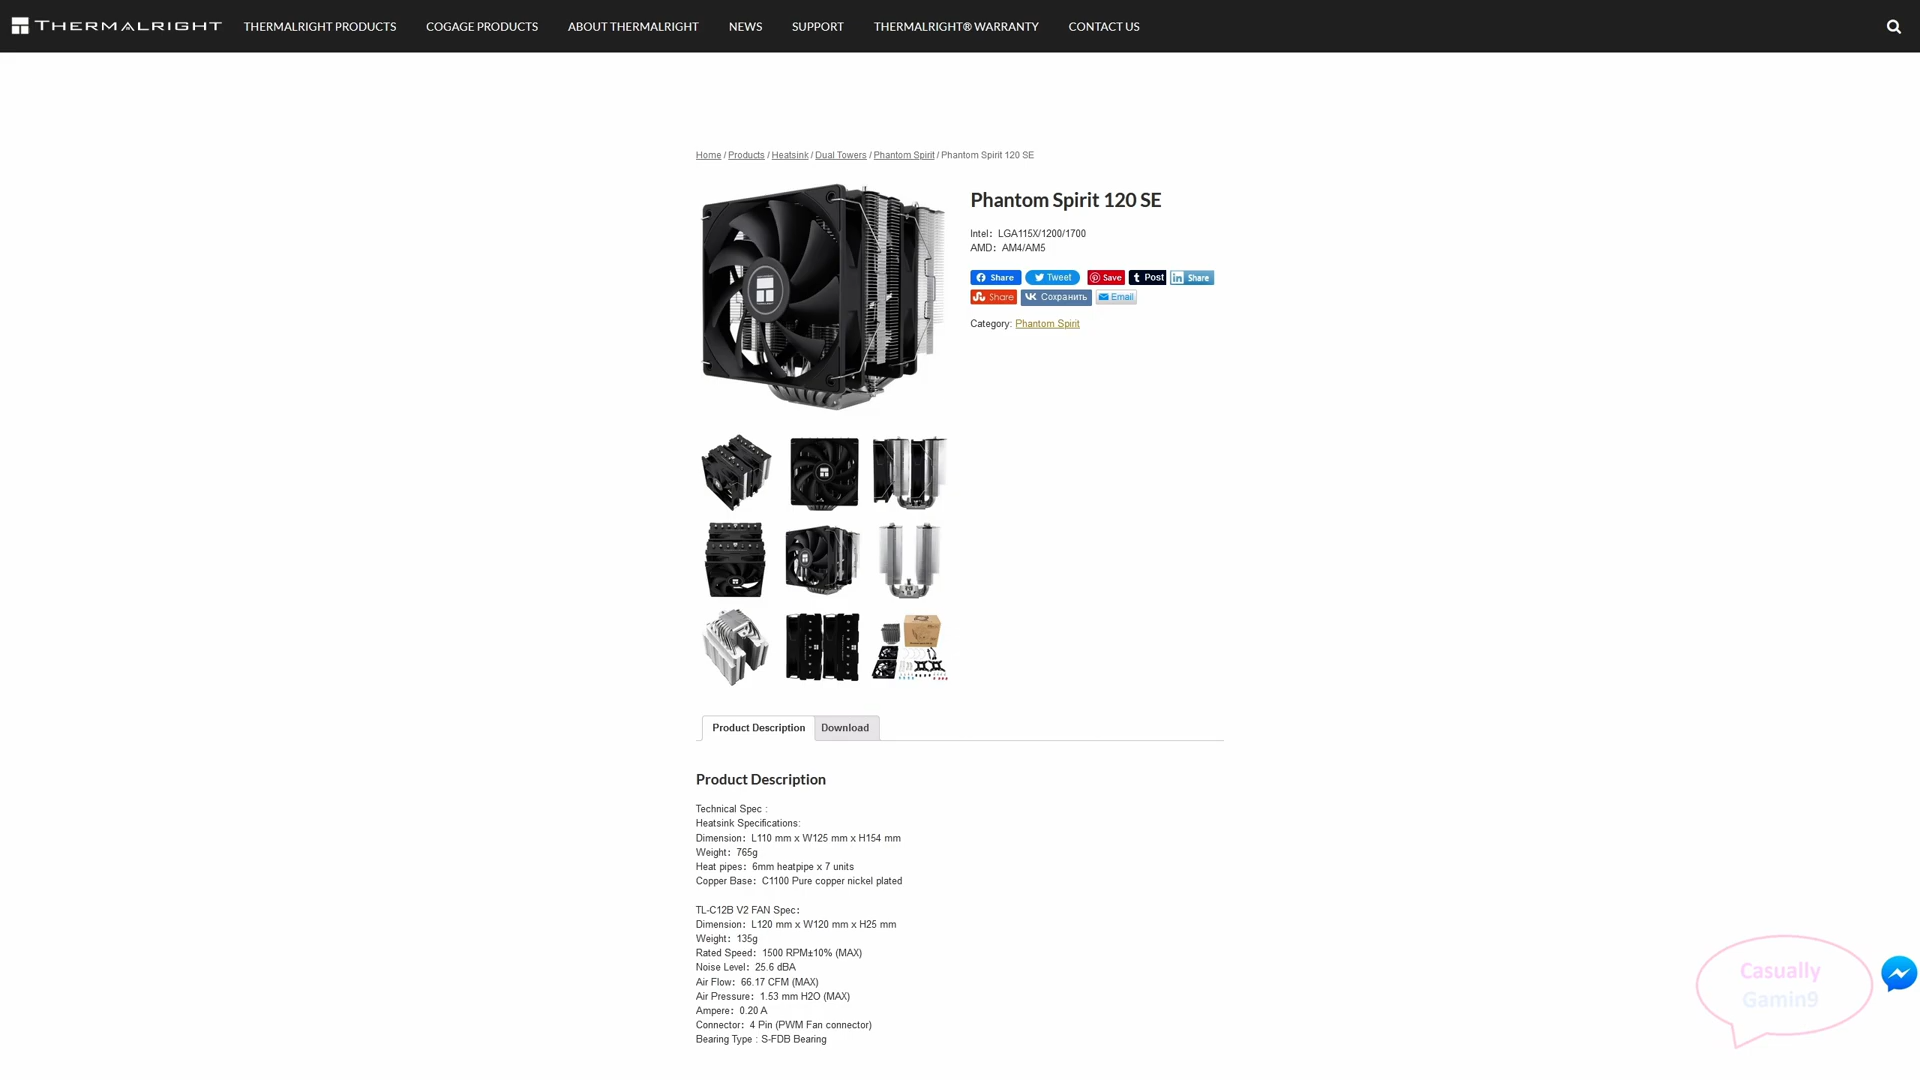 THERMALRIGHT
THERMALRIGHT PRODUCTS
COGAGE PRODUCTS
ABOUT THERMALRIGHT
NEWS
SUPPORT
THERMALRIGHT® WARRANTY
CONTACT US
Home / Products / Heatsink / Dual Towers / Phantom Spirit / Phantom Spirit 120 SE
Phantom Spirit 120 SE
Intel：LGA115X/1200/1700
AMD：AM4/AM5
Share
Tweet
Save
Post
Share
Share
Сохранить
Email
Category: Phantom Spirit
Product Description
Download
Product Description
Technical Spec :
Heatsink Specifications:
Dimension：L110 mm x W125 mm x H154 mm
Weight：765g
Heat pipes：6mm heatpipe x 7 units
Copper Base：C1100 Pure copper nickel plated
TL-C12B V2 FAN Spec：
Dimension：L120 mm x W120 mm x H25 mm
Weight：135g
Rated Speed：1500 RPM±10% (MAX)
Noise Level：25.6 dBA
Air Flow：66.17 CFM (MAX)
Air Pressure：1.53 mm H2O (MAX)
Ampere：0.20 A
Connector：4 Pin (PWM Fan connector)
Bearing Type : S-FDB Bearing
Casually
Gamin9